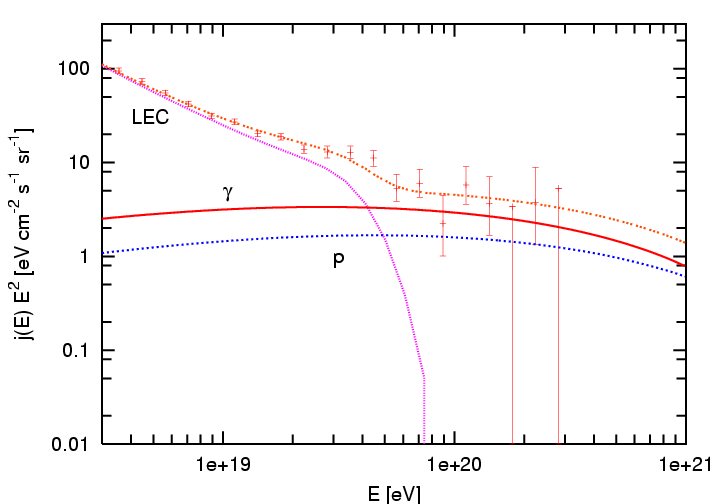 100
10
1
0.1
0.01
1e+19
1e+20
1e+21
j(E) E² [eV cm⁻² s⁻¹ sr⁻¹]
E [eV]
LEC
γ
p